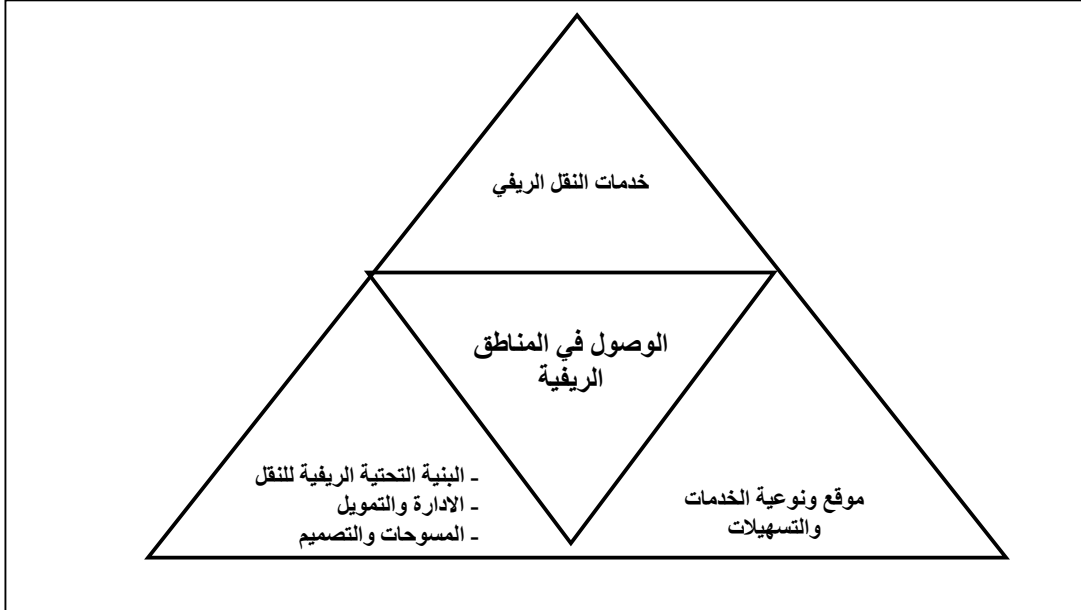 خدمات النقل الريفي
الوصول في المناطق
الريفية
موقع ونوعية الخدمات
والتسهيلات
- البنية التحتية الريفية للنقل
- الادارة والتمويل
- المسوحات والتصميم